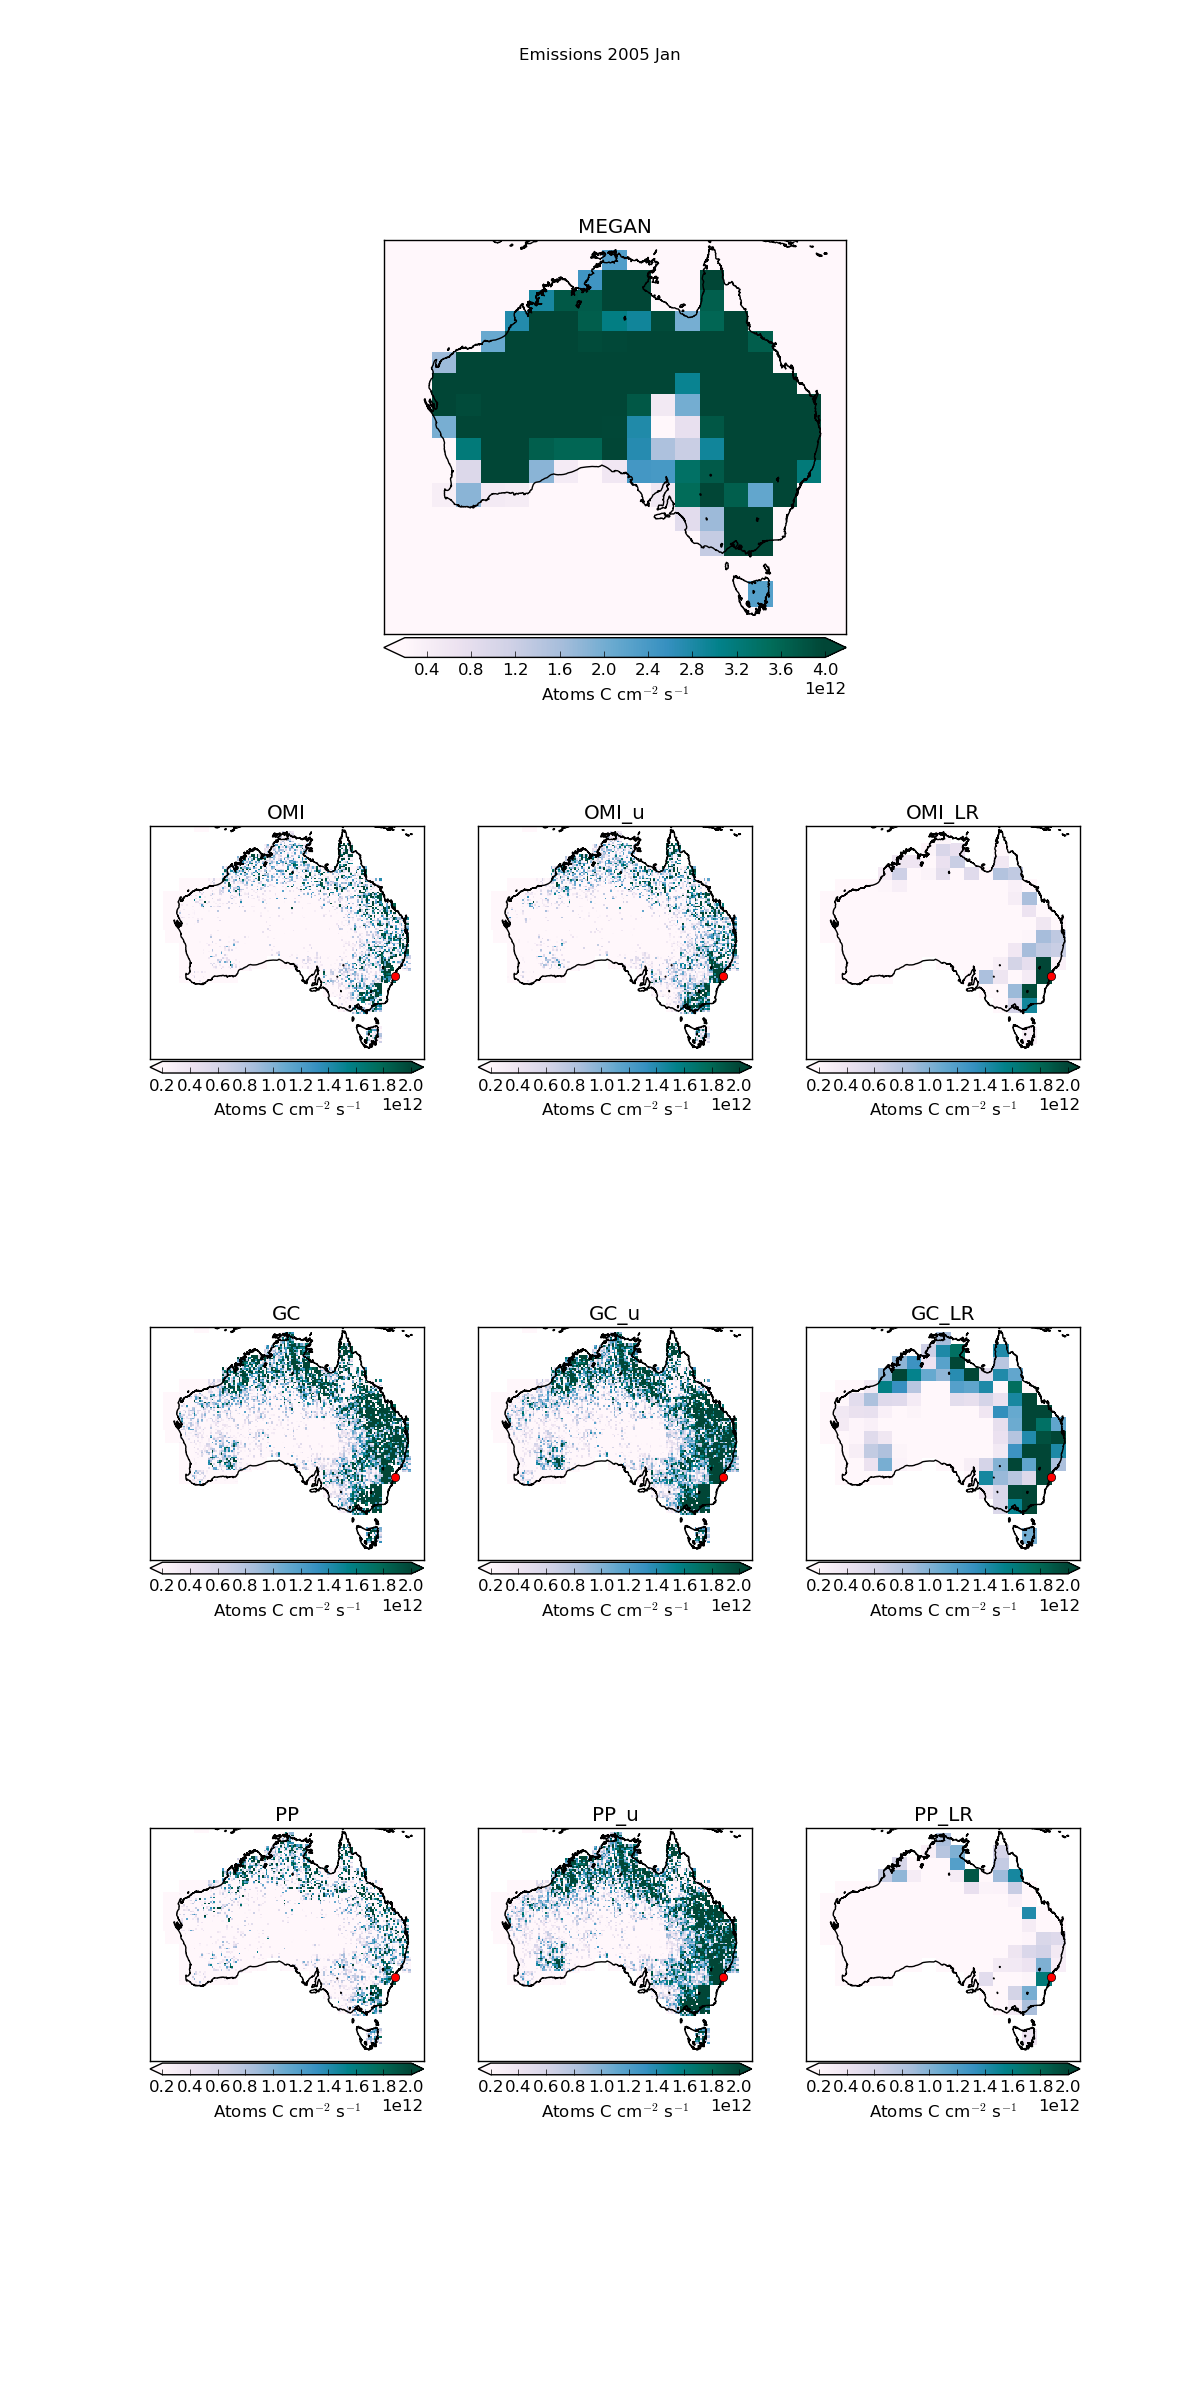 Emissions 2005 Jan
MEGAN
0.4 0.8 1.2 1.6 2.0 2.4 2.8 3.2 3.6 4.0
1e12
Atoms C cm⁻² s⁻¹
OMI OMI_u OMI_LR
0.2 0.4 0.6 0.8 1.0 1.2 1.4 1.6 1.8 2.0 0.2 0.4 0.6 0.8 1.0 1.2 1.4 1.6 1.8 2.0 0.2 0.4 0.6 0.8 1.0 1.2 1.4 1.6 1.8 2.0
1e12 1e12 1e12
Atoms C cm⁻² s⁻¹ Atoms C cm⁻² s⁻¹ Atoms C cm⁻² s⁻¹
GC GC_u GC_LR
0.2 0.4 0.6 0.8 1.0 1.2 1.4 1.6 1.8 2.0 0.2 0.4 0.6 0.8 1.0 1.2 1.4 1.6 1.8 2.0 0.2 0.4 0.6 0.8 1.0 1.2 1.4 1.6 1.8 2.0
1e12 1e12 1e12
Atoms C cm⁻² s⁻¹ Atoms C cm⁻² s⁻¹ Atoms C cm⁻² s⁻¹
PP PP_u PP_LR
0.2 0.4 0.6 0.8 1.0 1.2 1.4 1.6 1.8 2.0 0.2 0.4 0.6 0.8 1.0 1.2 1.4 1.6 1.8 2.0 0.2 0.4 0.6 0.8 1.0 1.2 1.4 1.6 1.8 2.0
1e12 1e12 1e12
Atoms C cm⁻² s⁻¹ Atoms C cm⁻² s⁻¹ Atoms C cm⁻² s⁻¹